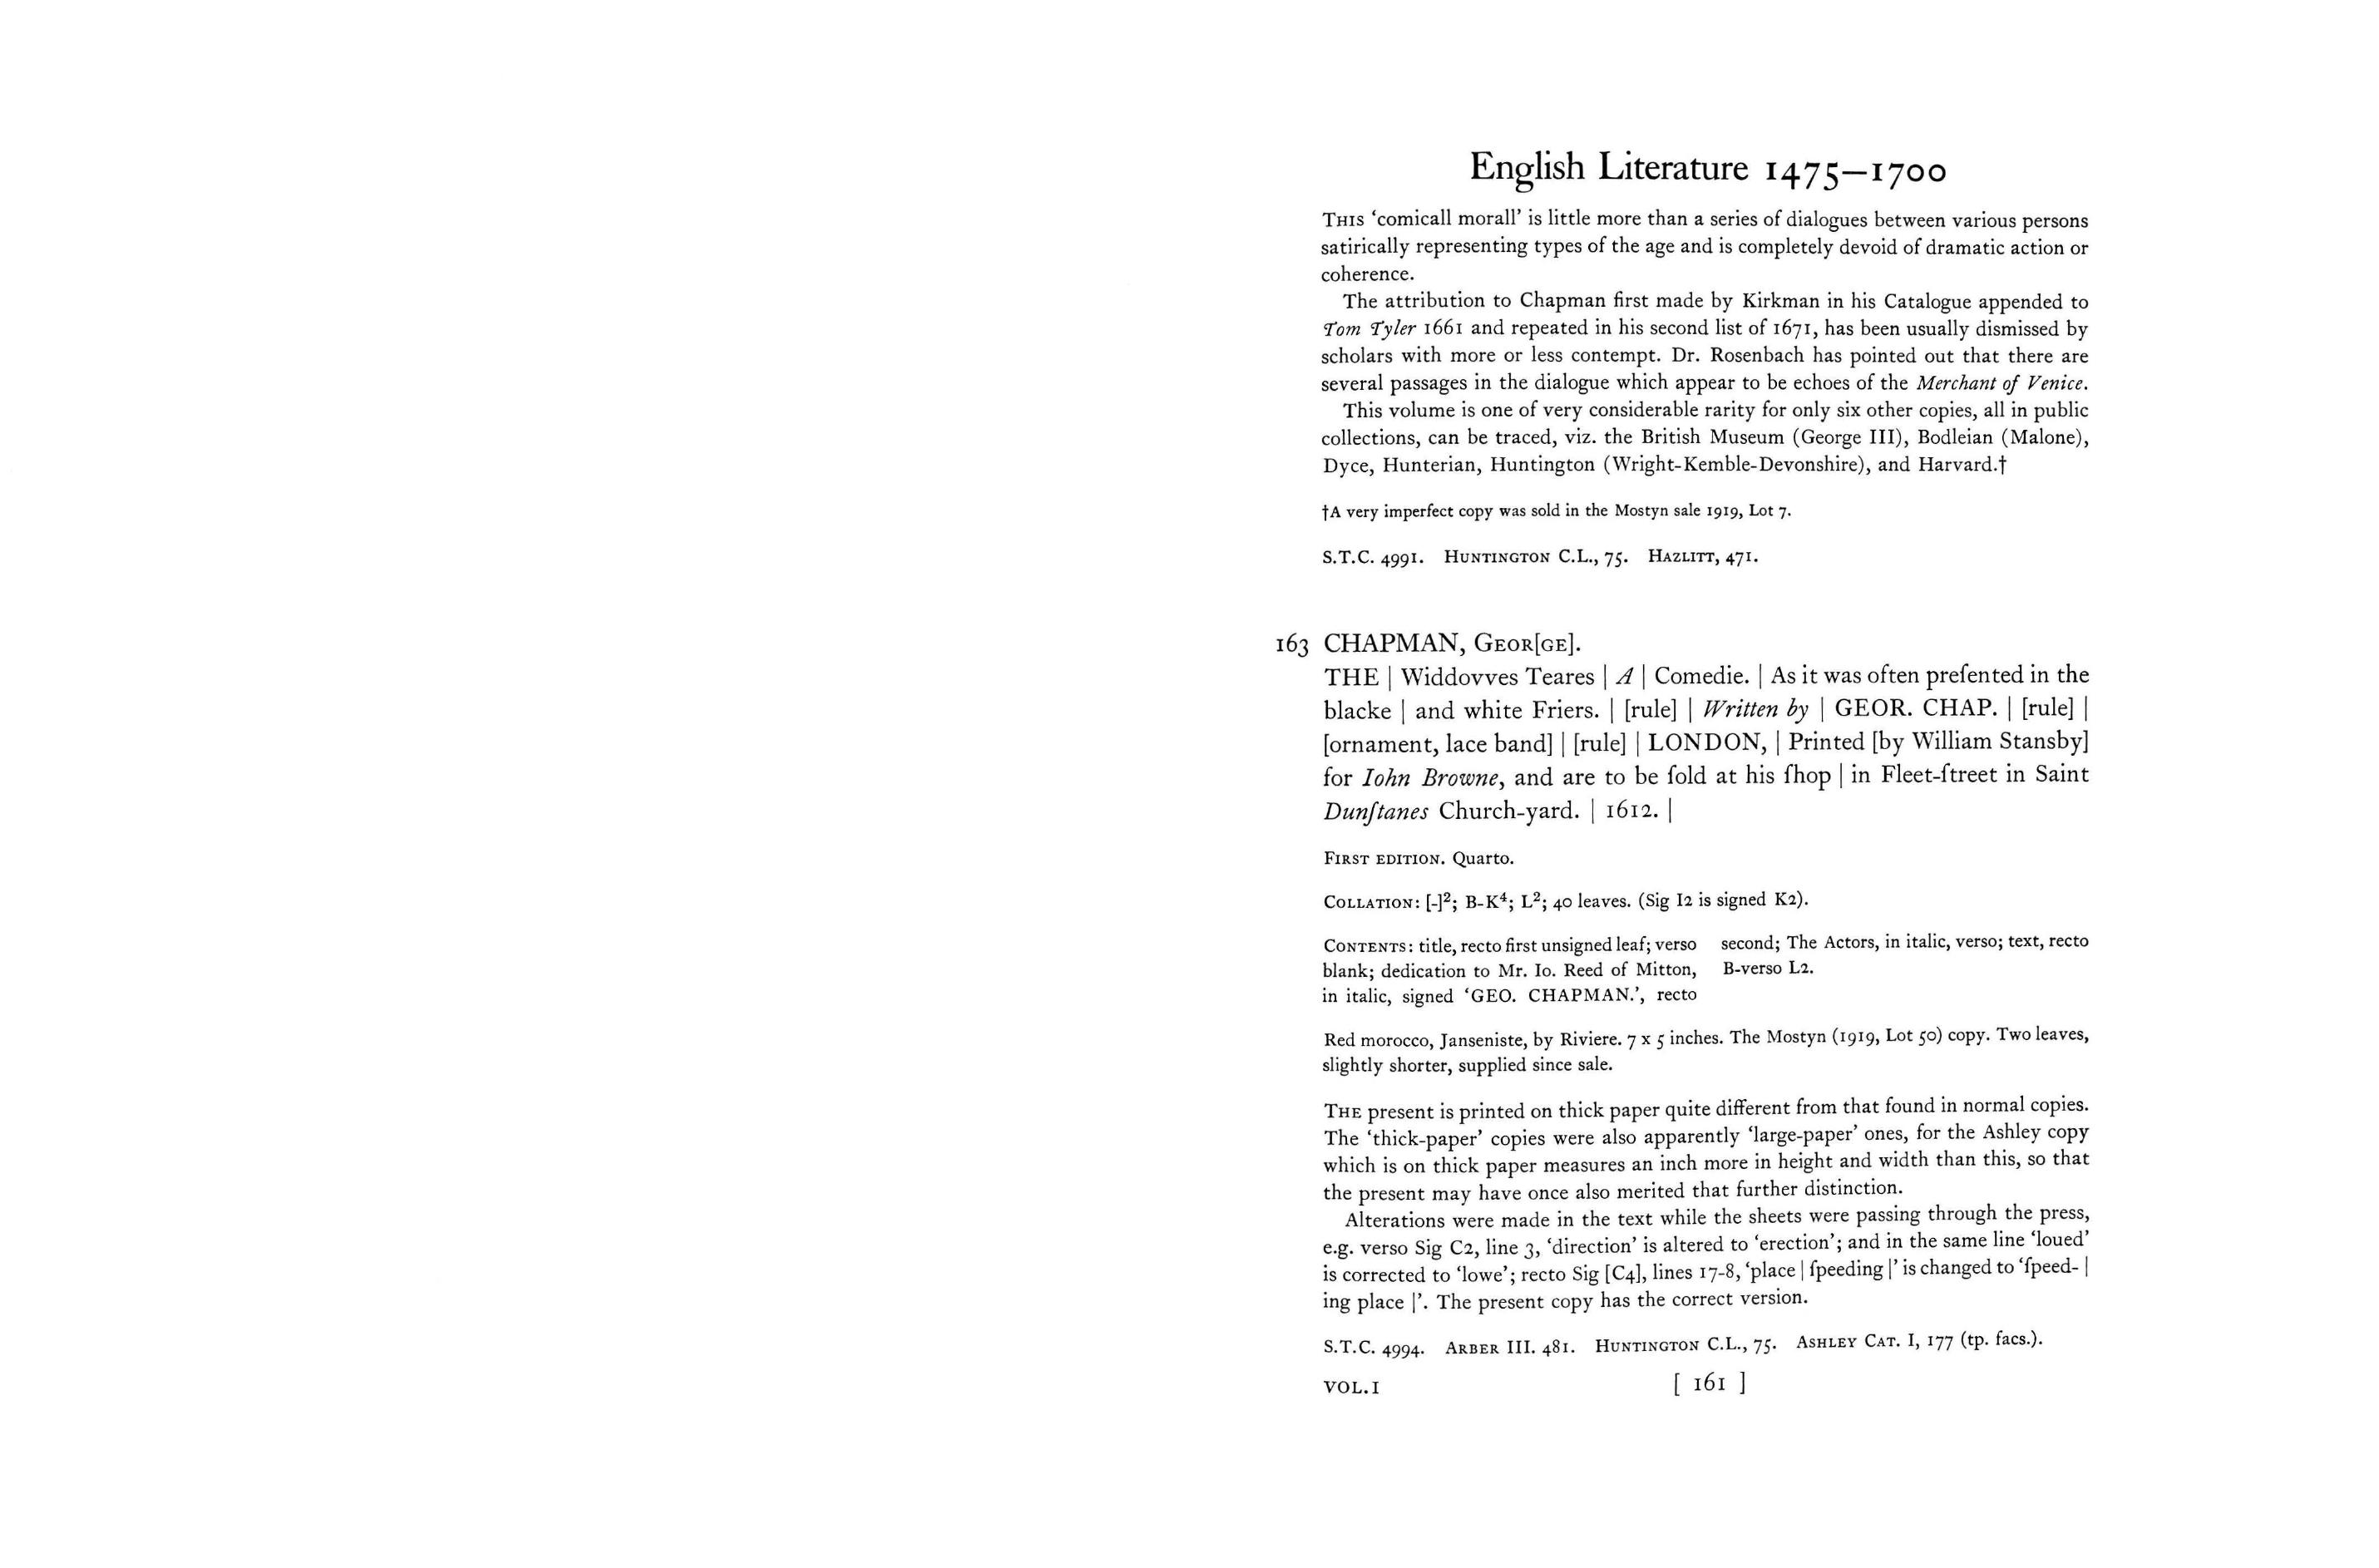 English Literature 1475—1700
THIS ‘comicall morall’ is little more than a series of dialogues between various persons
satirically representing types of the age and is completely devoid of dramatic action or
coherence.
The attribution to Chapman first made by Kirkman in his Catalogue appended to
Tom Tyler 1661 and repeated in his second list of 1671, has been usually dismissed by
scholars with more or less contempt. Dr. Rosenbach has pointed out that there are
several passages in the dialogue which appear to be echoes of the Merchant of Venice.
This volume is one of very considerable rarity for only six other copies, all in public
collections, can be traced, viz. the British Museum (George III), Bodleian (Malone),
Dyce, Hunterian, Huntington (Wright-Kemble-Devonshire), and Harvard.†
†A very imperfect copy was sold in the Mostyn sale 1919, Lot 7.
S.T.C. 4991. HUNTINGTON C.L., 75. HAZLITT, 471.
163 CHAPMAN, GEOR[GE].
THE | Widdovves Teares | A | Comedie. | As it was often preſented in the
blacke | and white Friers. | [rule] | Written by | GEOR. CHAP. | [rule] |
[ornament, lace band] | [rule] | LONDON, | Printed [by William Stansby]
for Iohn Browne, and are to be ſold at his ſhop | in Fleet-ſtreet in Saint
Dunſtanes Church-yard. | 1612. |
FIRST EDITION. Quarto.
COLLATION: [-]²; B-K⁴; L²; 40 leaves. (Sig I2 is signed K2).
CONTENTS: title, recto first unsigned leaf; verso
blank; dedication to Mr. Io. Reed of Mitton,
in italic, signed ‘GEO. CHAPMAN.’, recto
second; The Actors, in italic, verso; text, recto
B-verso L2.
Red morocco, Janseniste, by Riviere. 7 x 5 inches. The Mostyn (1919, Lot 50) copy. Two leaves,
slightly shorter, supplied since sale.
THE present is printed on thick paper quite different from that found in normal copies.
The ‘thick-paper’ copies were also apparently ‘large-paper’ ones, for the Ashley copy
which is on thick paper measures an inch more in height and width than this, so that
the present may have once also merited that further distinction.
Alterations were made in the text while the sheets were passing through the press,
e.g. verso Sig C2, line 3, ‘direction’ is altered to ‘erection’; and in the same line ‘loued’
is corrected to ‘lowe’; recto Sig [C4], lines 17-8, ‘place | ſpeeding |’ is changed to ‘ſpeed- |
ing place |’. The present copy has the correct version.
S.T.C. 4994. ARBER III. 481. HUNTINGTON C.L., 75. ASHLEY CAT. I, 177 (tp. facs.).
VOL.I [ 161 ]